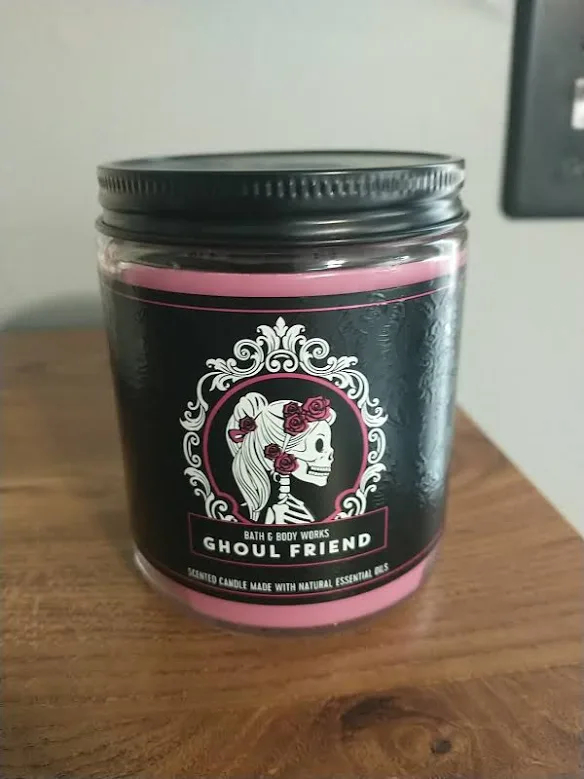 BATH & BODY WORKS
GHOUL FRIEND
SCENTED CANDLE MADE WITH NATURAL ESSENTIAL OILS